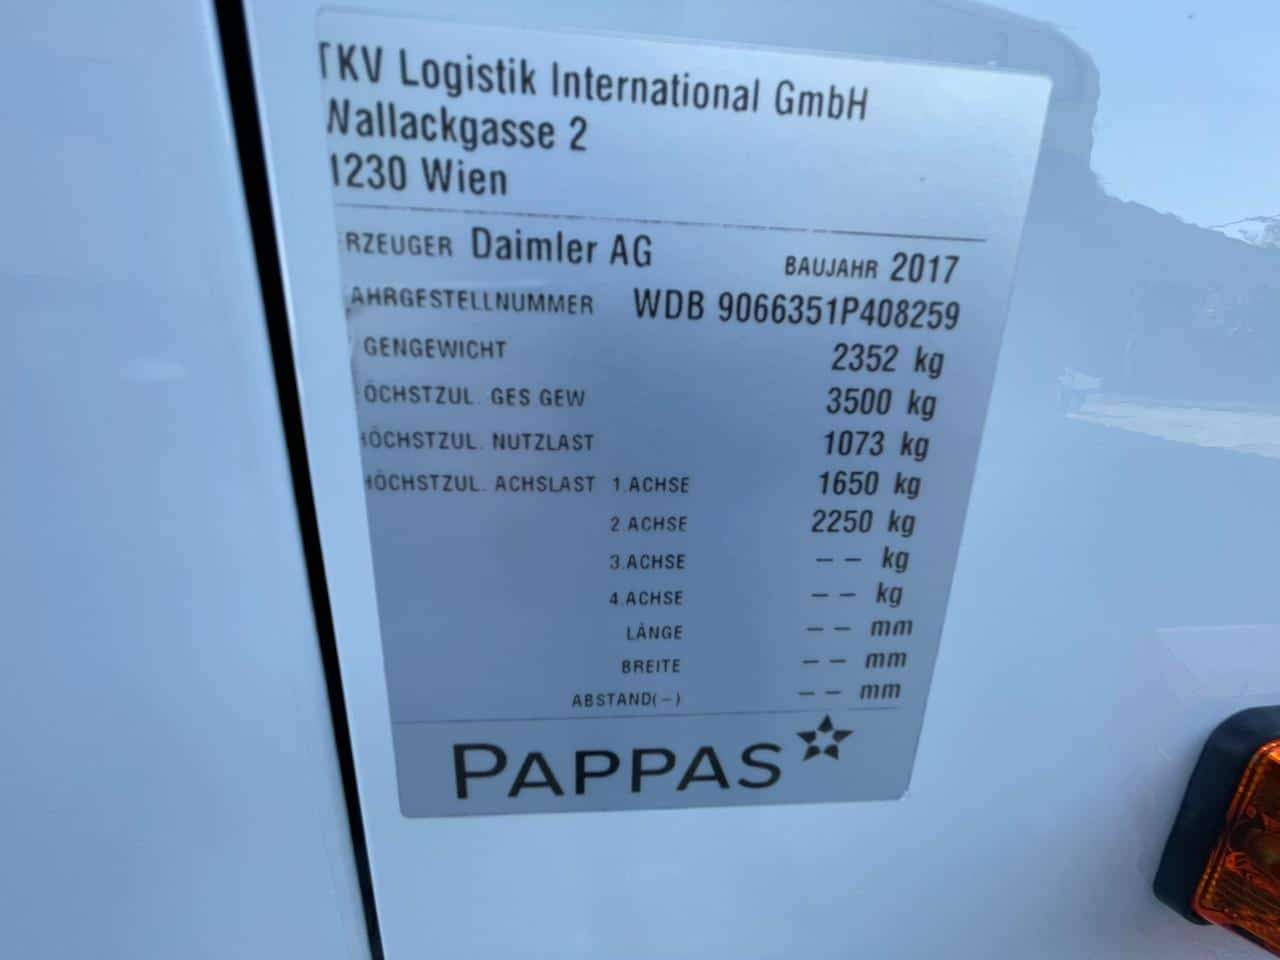 TKV Logistik International GmbH
Wallackgasse 2
1230 Wien
ERZEUGER Daimler AG BAUJAHR 2017
AHRGESTELLNUMMER WDB 9066351P408259
GENGEWICHT 2352 kg
ÖCHSTZUL. GES GEW 3500 kg
HÖCHSTZUL. NUTZLAST 1073 kg
HÖCHSTZUL. ACHSLAST 1.ACHSE 1650 kg
2.ACHSE 2250 kg
3.ACHSE -- kg
4.ACHSE -- kg
LÄNGE -- mm
BREITE -- mm
ABSTAND(-) -- mm
PAPPAS